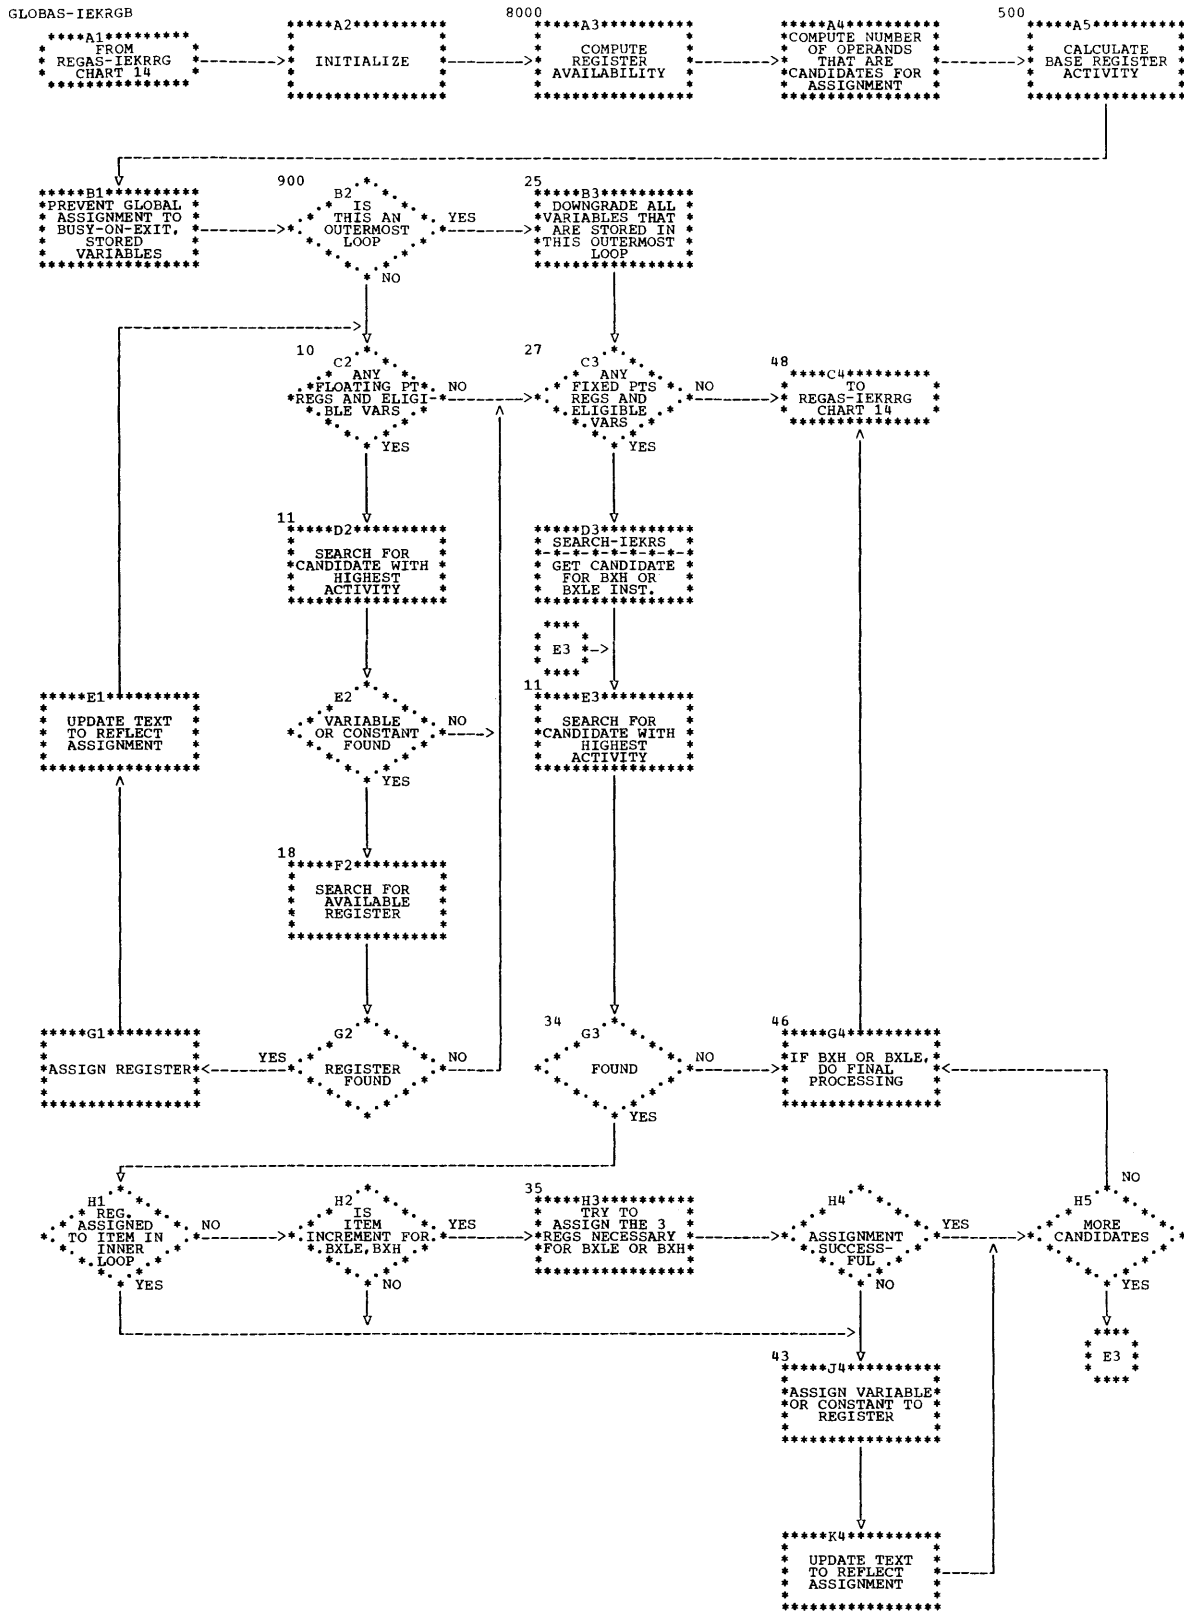 GLOBAS-IEKRGB
A1
FROM
REGAS-IEKRRG
CHART 14
A2
INITIALIZE
8000
A3
COMPUTE
REGISTER
AVAILABILITY
A4
COMPUTE NUMBER
OF OPERANDS
THAT ARE
CANDIDATES FOR
ASSIGNMENT
500
A5
CALCULATE
BASE REGISTER
ACTIVITY
B1
PREVENT GLOBAL
ASSIGNMENT TO
BUSY-ON-EXIT,
STORED
VARIABLES
900
B2
IS
THIS AN
OUTERMOST
LOOP
YES
NO
25
B3
DOWNGRADE ALL
VARIABLES THAT
ARE STORED IN
THIS OUTERMOST
LOOP
10
C2
ANY
FLOATING PT
REGS AND ELIGI-
BLE VARS
NO
YES
27
C3
ANY
FIXED PTS
REGS AND
ELIGIBLE
VARS
NO
YES
48
C4
TO
REGAS-IEKRRG
CHART 14
11
D2
SEARCH FOR
CANDIDATE WITH
HIGHEST
ACTIVITY
D3
SEARCH-IEKRS
GET CANDIDATE
FOR BXH OR
BXLE INST.
E3
E1
UPDATE TEXT
TO REFLECT
ASSIGNMENT
E2
VARIABLE
OR CONSTANT
FOUND
NO
YES
11
E3
SEARCH FOR
CANDIDATE WITH
HIGHEST
ACTIVITY
18
F2
SEARCH FOR
AVAILABLE
REGISTER
G1
ASSIGN REGISTER
YES
G2
REGISTER
FOUND
NO
34
G3
FOUND
NO
YES
46
G4
IF BXH OR BXLE,
DO FINAL
PROCESSING
H1
REG.
ASSIGNED
TO ITEM IN
INNER
LOOP
NO
YES
H2
IS
ITEM
INCREMENT FOR
BXLE,BXH
YES
NO
35
H3
TRY TO
ASSIGN THE 3
REGS NECESSARY
FOR BXLE OR BXH
H4
ASSIGNMENT
SUCCESS-
FUL
YES
NO
NO
H5
MORE
CANDIDATES
YES
E3
43
J4
ASSIGN VARIABLE
OR CONSTANT TO
REGISTER
K4
UPDATE TEXT
TO REFLECT
ASSIGNMENT